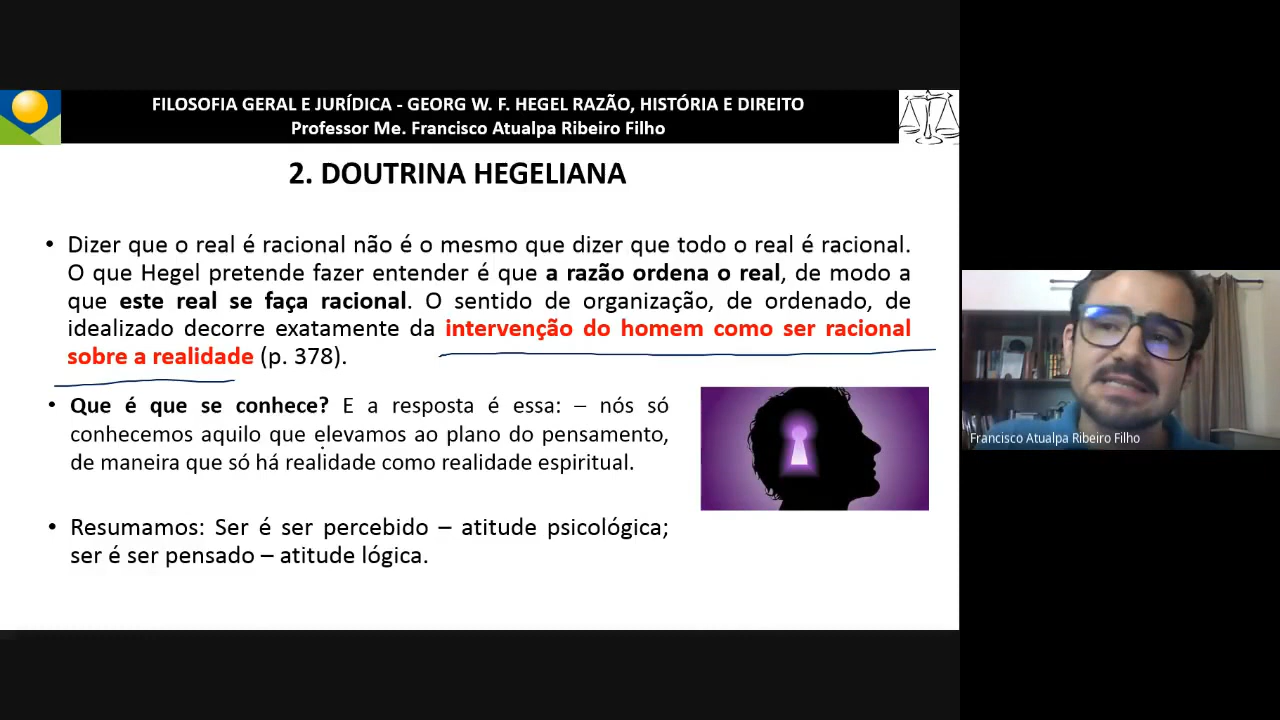 FILOSOFIA GERAL E JURÍDICA - GEORG W. F. HEGEL RAZÃO, HISTÓRIA E DIREITO
Professor Me. Francisco Atualpa Ribeiro Filho
2. DOUTRINA HEGELIANA
• Dizer que o real é racional não é o mesmo que dizer que todo o real é racional.
O que Hegel pretende fazer entender é que a razão ordena o real, de modo a
que este real se faça racional. O sentido de organização, de ordenado, de
idealizado decorre exatamente da intervenção do homem como ser racional
sobre a realidade (p. 378).
• Que é que se conhece? E a resposta é essa: – nós só
conhecemos aquilo que elevamos ao plano do pensamento,
de maneira que só há realidade como realidade espiritual.
• Resumamos: Ser é ser percebido – atitude psicológica;
ser é ser pensado – atitude lógica.
Francisco Atualpa Ribeiro Filho